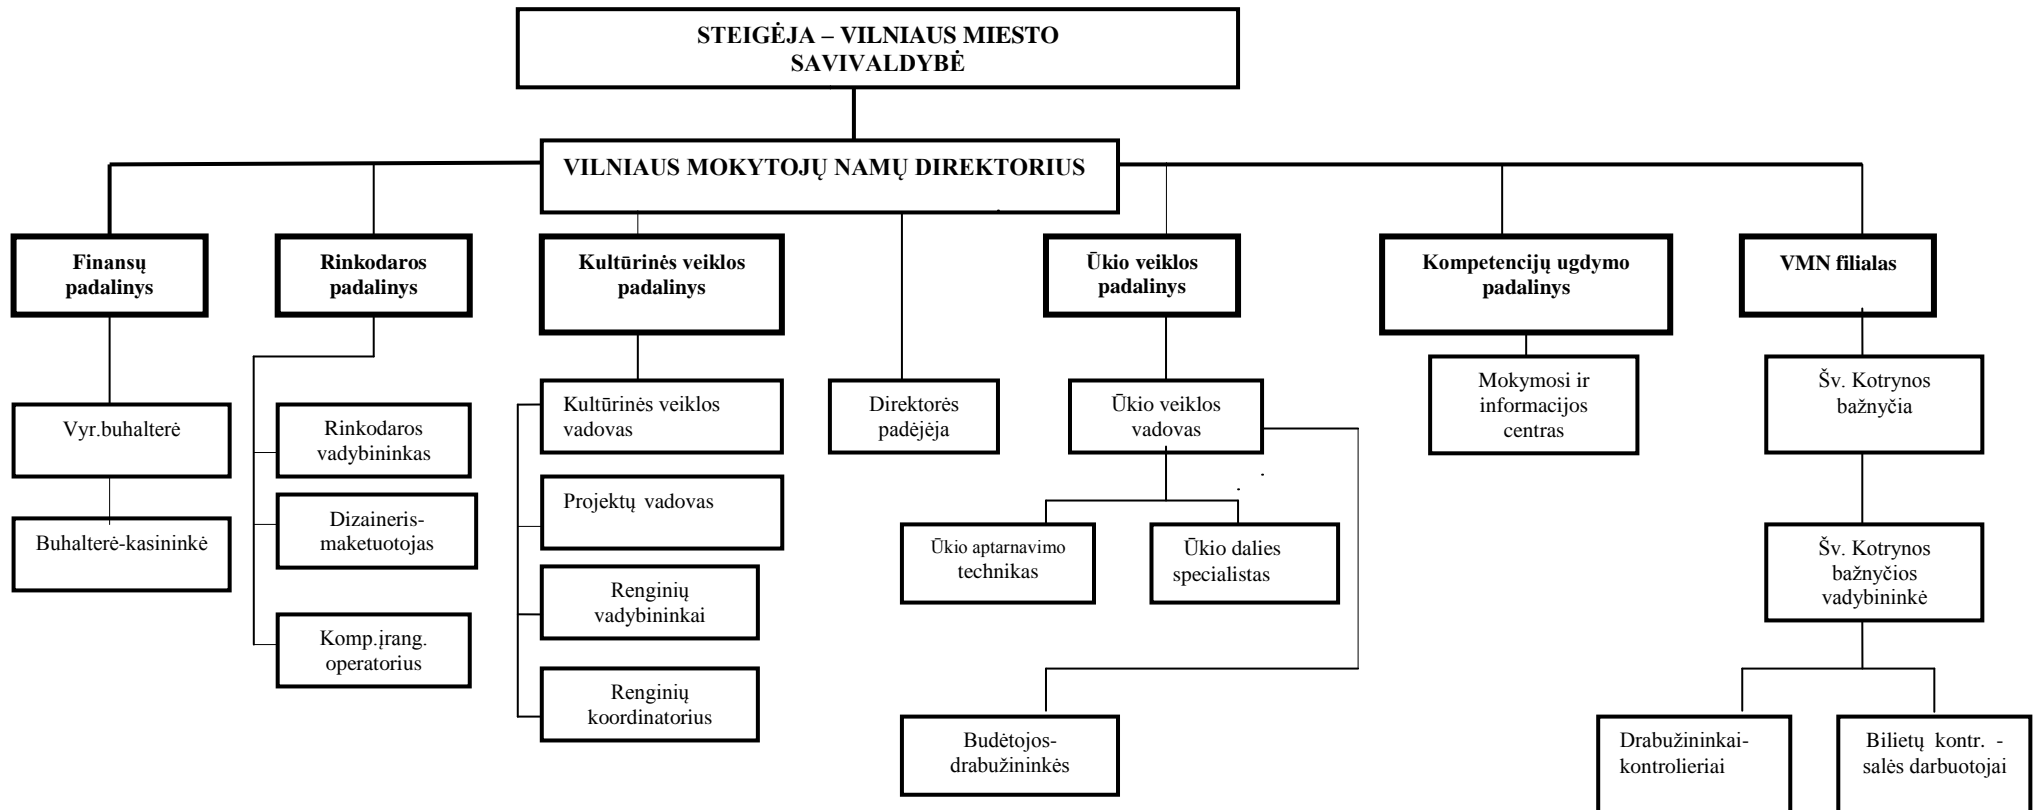 STEIGĖJA – VILNIAUS MIESTO
SAVIVALDYBĖ
VILNIAUS MOKYTOJŲ NAMŲ DIREKTORIUS
Finansų
padalinys
Rinkodaros
padalinys
Kultūrinės veiklos
padalinys
Ūkio veiklos
padalinys
Kompetencijų ugdymo
padalinys
VMN filialas
Vyr.buhalterė
Buhalterė-kasininkė
Rinkodaros
vadybininkas
Dizaineris-
maketuotojas
Komp.įrang.
operatorius
Kultūrinės veiklos
vadovas
Projektų vadovas
Renginių
vadybininkai
Renginių
koordinatorius
Direktorės
padėjėja
Ūkio veiklos
vadovas
Ūkio aptarnavimo
technikas
Ūkio dalies
specialistas
Budėtojos-
drabužininkės
Mokymosi ir
informacijos
centras
Šv. Kotrynos
bažnyčia
Šv. Kotrynos
bažnyčios
vadybininkė
Drabužininkai-
kontrolieriai
Bilietų kontr. -
salės darbuotojai